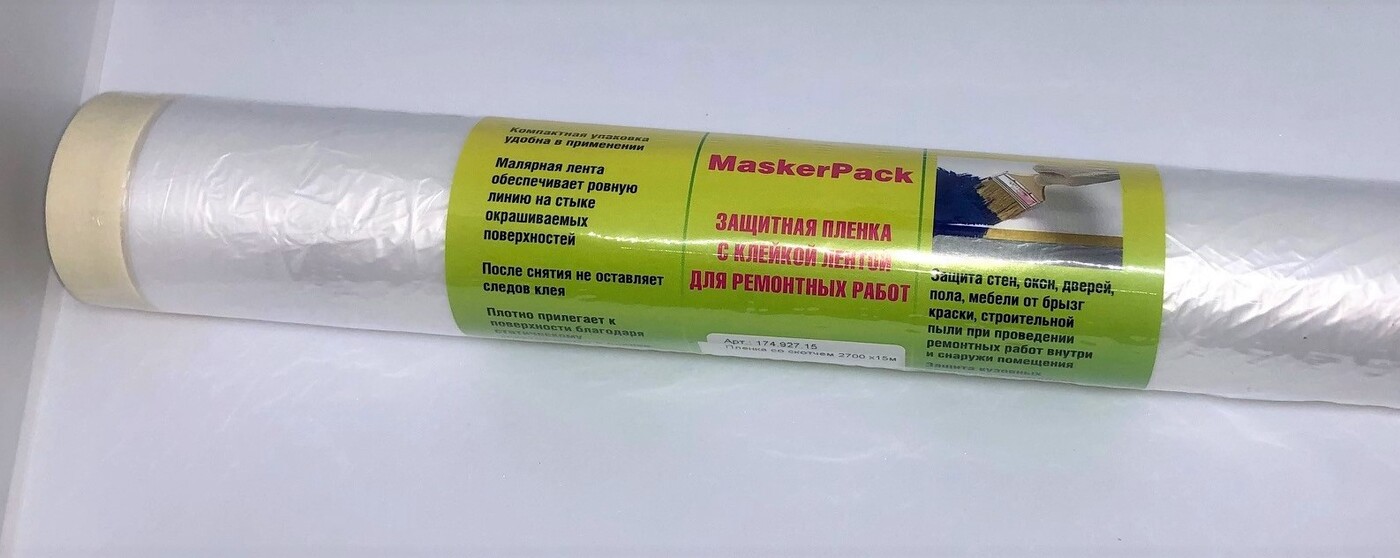 Компактная упаковка
удобна в применении
Малярная лента
обеспечивает ровную
линию на стыке
окрашиваемых
поверхностей
После снятия не оставляет
следов клея
Плотно прилегает к
поверхности благодаря
статическому
MaskerPack
ЗАЩИТНАЯ ПЛЕНКА
С КЛЕЙКОЙ ЛЕНТОЙ
ДЛЯ РЕМОНТНЫХ РАБОТ
Арт.: 174.927.15
Пленка со скотчем 2700 х15м
Защита стен, окон, дверей,
пола, мебели от брызг
краски, строительной
пыли при проведении
ремонтных работ внутри
и снаружи помещения
Защита кузовных